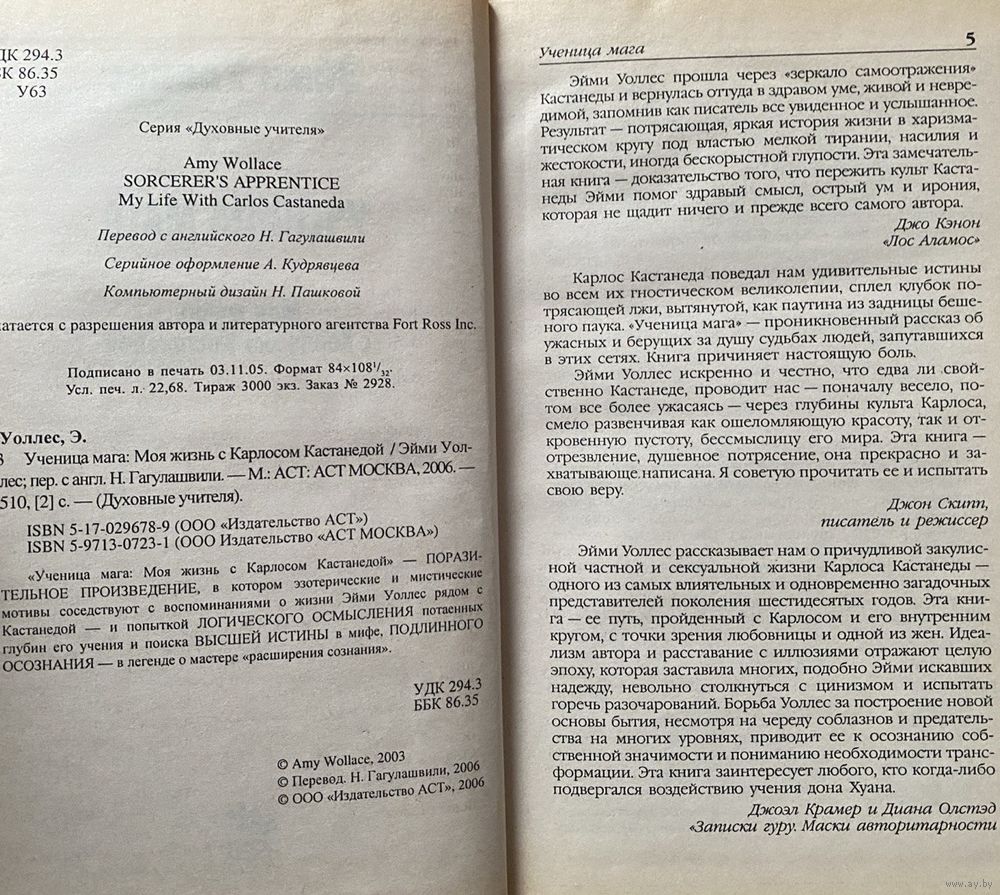 ДК 294.3
БК 86.35
У63
Серия «Духовные учителя»
Amy Wollace
SORCERER'S APPRENTICE
My Life With Carlos Castaneda
Перевод с английского Н. Гагулашвили
Серийное оформление А. Кудрявцева
Компьютерный дизайн Н. Пашковой
чатается с разрешения автора и литературного агентства Fort Ross Inc.
Подписано в печать 03.11.05. Формат 84×108¹/₃₂.
Усл. печ. л. 22,68. Тираж 3000 экз. Заказ № 2928.
Уоллес, Э.
3 Ученица мага: Моя жизнь с Карлосом Кастанедой / Эйми Уол-
лес; пер. с англ. Н. Гагулашвили. — М.: АСТ: АСТ МОСКВА, 2006. —
510, [2] с. — (Духовные учителя).
ISBN 5-17-029678-9 (ООО «Издательство АСТ»)
ISBN 5-9713-0723-1 (ООО Издательство «АСТ МОСКВА»)
«Ученица мага: Моя жизнь с Карлосом Кастанедой» — ПОРАЗИ-
ТЕЛЬНОЕ ПРОИЗВЕДЕНИЕ, в котором эзотерические и мистические
мотивы соседствуют с воспоминаниями о жизни Эйми Уоллес рядом с
Кастанедой — и попыткой ЛОГИЧЕСКОГО ОСМЫСЛЕНИЯ потаенных
глубин его учения и поиска ВЫСШЕЙ ИСТИНЫ в мифе, ПОДЛИННОГО
ОСОЗНАНИЯ — в легенде о мастере «расширения сознания».
УДК 294.3
ББК 86.35
© Amy Wollace, 2003
© Перевод. Н. Гагулашвили, 2006
© ООО «Издательство АСТ», 2006
Ученица мага 5
Эйми Уоллес прошла через «зеркало самоотражения»
Кастанеды и вернулась оттуда в здравом уме, живой и невре-
димой, запомнив как писатель все увиденное и услышанное.
Результат — потрясающая, яркая история жизни в харизма-
тическом кругу под властью мелкой тирании, насилия и
жестокости, иногда бескорыстной глупости. Эта замечатель-
ная книга — доказательство того, что пережить культ Каста-
неды Эйми помог здравый смысл, острый ум и ирония,
которая не щадит ничего и прежде всего самого автора.
Джо Кэнон
«Лос Аламос»
Карлос Кастанеда поведал нам удивительные истины
во всем их гностическом великолепии, сплел клубок по-
трясающей лжи, вытянутой, как паутина из задницы беше-
ного паука. «Ученица мага» — проникновенный рассказ об
ужасных и берущих за душу судьбах людей, запутавшихся
в этих сетях. Книга причиняет настоящую боль.
Эйми Уоллес искренно и честно, что едва ли свой-
ственно Кастанеде, проводит нас — поначалу весело, по-
том все более ужасаясь — через глубины культа Карлоса,
смело развенчивая как ошеломляющую красоту, так и от-
кровенную пустоту, бессмыслицу его мира. Эта книга —
отрезвление, душевное потрясение, она прекрасно и за-
хватывающе написана. Я советую прочитать ее и испытать
свою веру.
Джон Скипп,
писатель и режиссер
Эйми Уоллес рассказывает нам о причудливой закулис-
ной частной и сексуальной жизни Карлоса Кастанеды —
одного из самых влиятельных и одновременно загадочных
представителей поколения шестидесятых годов. Эта кни-
га — ее путь, пройденный с Карлосом и его внутренним
кругом, с точки зрения любовницы и одной из жен. Идеа-
лизм автора и расставание с иллюзиями отражают целую
эпоху, которая заставила многих, подобно Эйми искавших
надежду, невольно столкнуться с цинизмом и испытать
горечь разочарований. Борьба Уоллес за построение новой
основы бытия, несмотря на череду соблазнов и предатель-
ства на многих уровнях, приводит ее к осознанию соб-
ственной значимости и пониманию необходимости транс-
формации. Эта книга заинтересует любого, кто когда-либо
подвергался воздействию учения дона Хуана.
Джоэл Крамер и Диана Олстэд
«Записки гуру. Маски авторитарности
www.ay.by